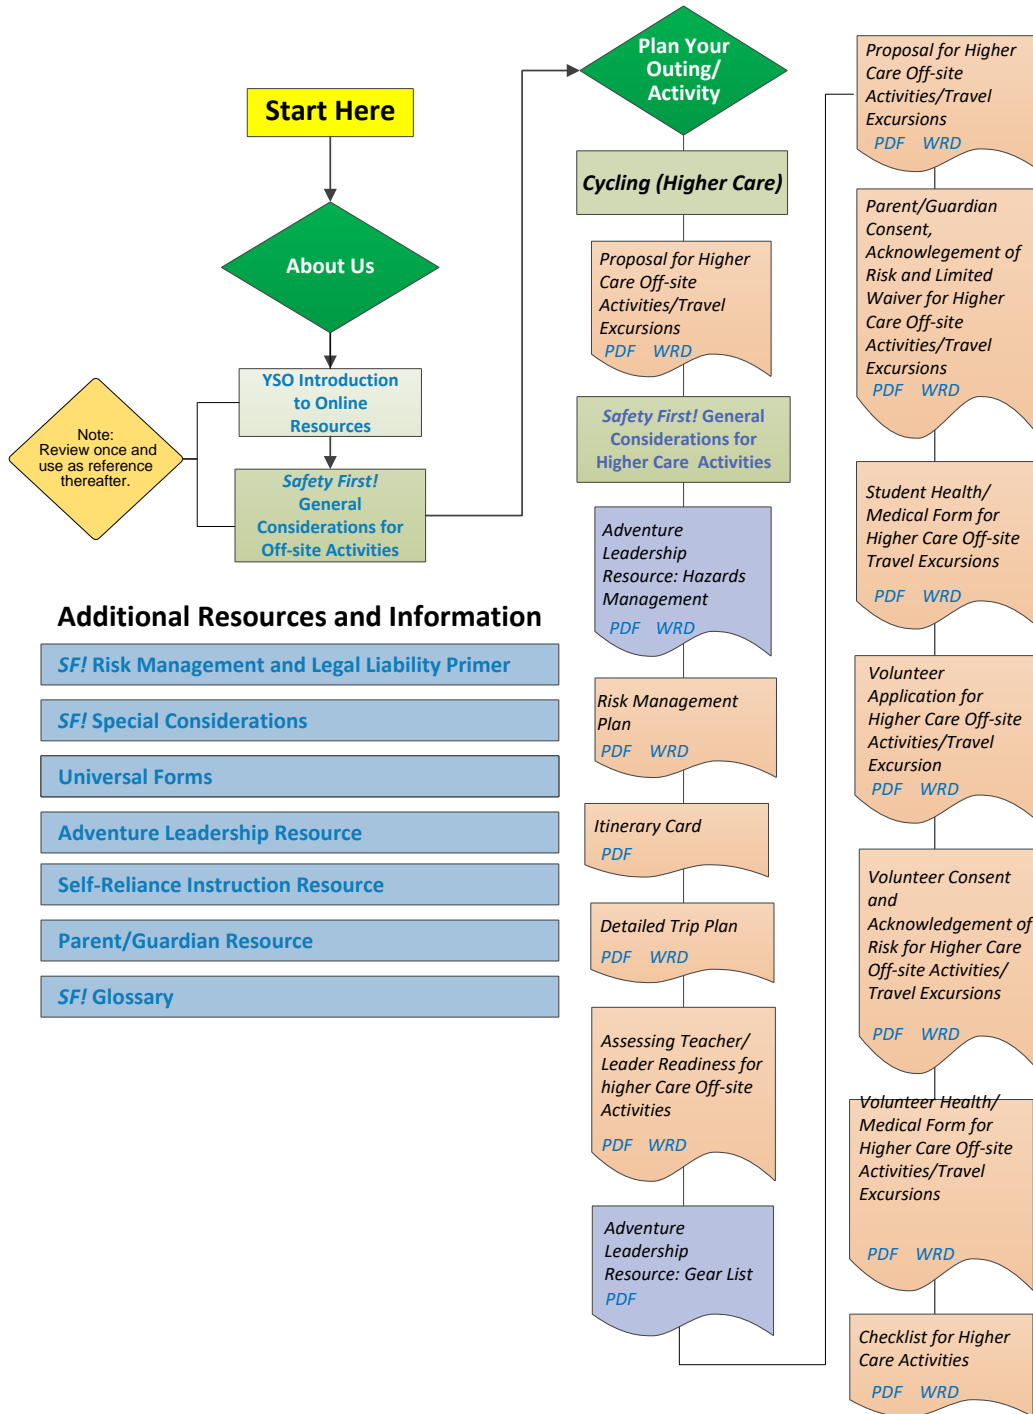 Start Here
About Us
YSO Introduction
to Online
Resources
Note:
Review once and
use as reference
thereafter.
Safety First!
General
Considerations for
Off-site Activities
Additional Resources and Information
SF! Risk Management and Legal Liability Primer
SF! Special Considerations
Universal Forms
Adventure Leadership Resource
Self-Reliance Instruction Resource
Parent/Guardian Resource
SF! Glossary
Plan Your
Outing/
Activity
Cycling (Higher Care)
Proposal for Higher
Care Off-site
Activities/Travel
Excursions
PDF WRD
Safety First! General
Considerations for
Higher Care Activities
Adventure
Leadership
Resource: Hazards
Management
PDF WRD
Risk Management
Plan
PDF WRD
Itinerary Card
PDF
Detailed Trip Plan
PDF WRD
Assessing Teacher/
Leader Readiness for
higher Care Off-site
Activities
PDF WRD
Adventure
Leadership
Resource: Gear List
PDF
Proposal for Higher
Care Off-site
Activities/Travel
Excursions
PDF WRD
Parent/Guardian
Consent,
Acknowlegement of
Risk and Limited
Waiver for Higher
Care Off-site
Activities/Travel
Excursions
PDF WRD
Student Health/
Medical Form for
Higher Care Off-site
Travel Excursions
PDF WRD
Volunteer
Application for
Higher Care Off-site
Activities/Travel
Excursion
PDF WRD
Volunteer Consent
and
Acknowledgement of
Risk for Higher Care
Off-site Activities/
Travel Excursions
PDF WRD
Volunteer Health/
Medical Form for
Higher Care Off-site
Activities/Travel
Excursions
PDF WRD
Checklist for Higher
Care Activities
PDF WRD